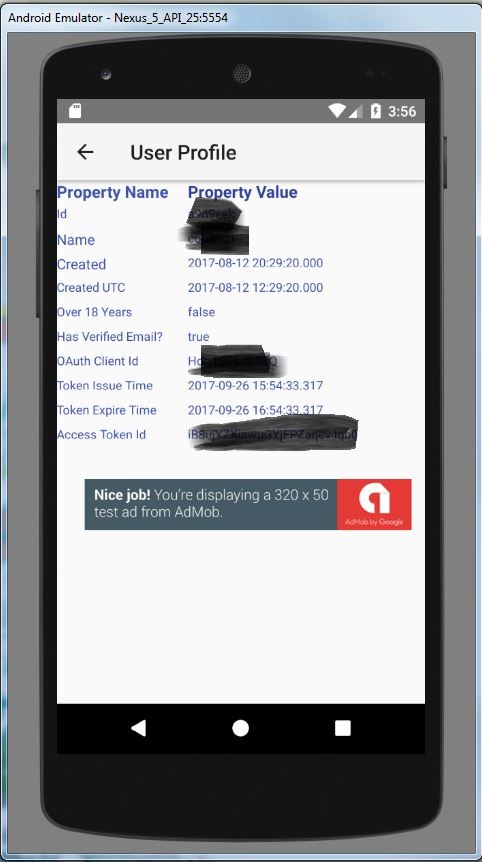 Android Emulator - Nexus_5_API_25:5554
3:56
User Profile
Property Name Property Value
Id
Name
Created 2017-08-12 20:29:20.000
Created UTC 2017-08-12 12:29:20.000
Over 18 Years false
Has Verified Email? true
OAuth Client Id
Token Issue Time 2017-09-26 15:54:33.317
Token Expire Time 2017-09-26 16:54:33.317
Access Token Id
Nice job! You're displaying a 320 x 50
test ad from AdMob.
AdMob by Google